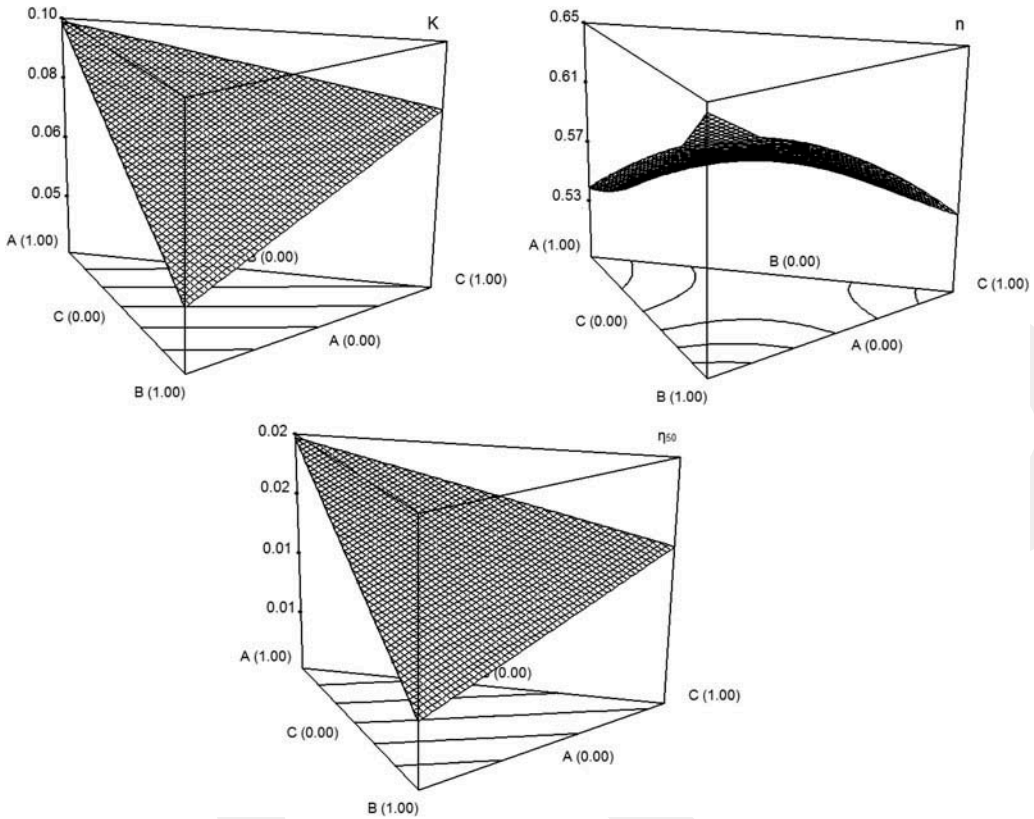 K
0.10
0.08
0.06
0.05
A (1.00)
B (0.00)
C (1.00)
C (0.00)
A (0.00)
B (1.00)
n
0.65
0.61
0.57
0.53
A (1.00)
B (0.00)
C (1.00)
C (0.00)
A (0.00)
B (1.00)
η50
0.02
0.02
0.01
0.01
A (1.00)
(0.00)
C (1.00)
C (0.00)
A (0.00)
B (1.00)